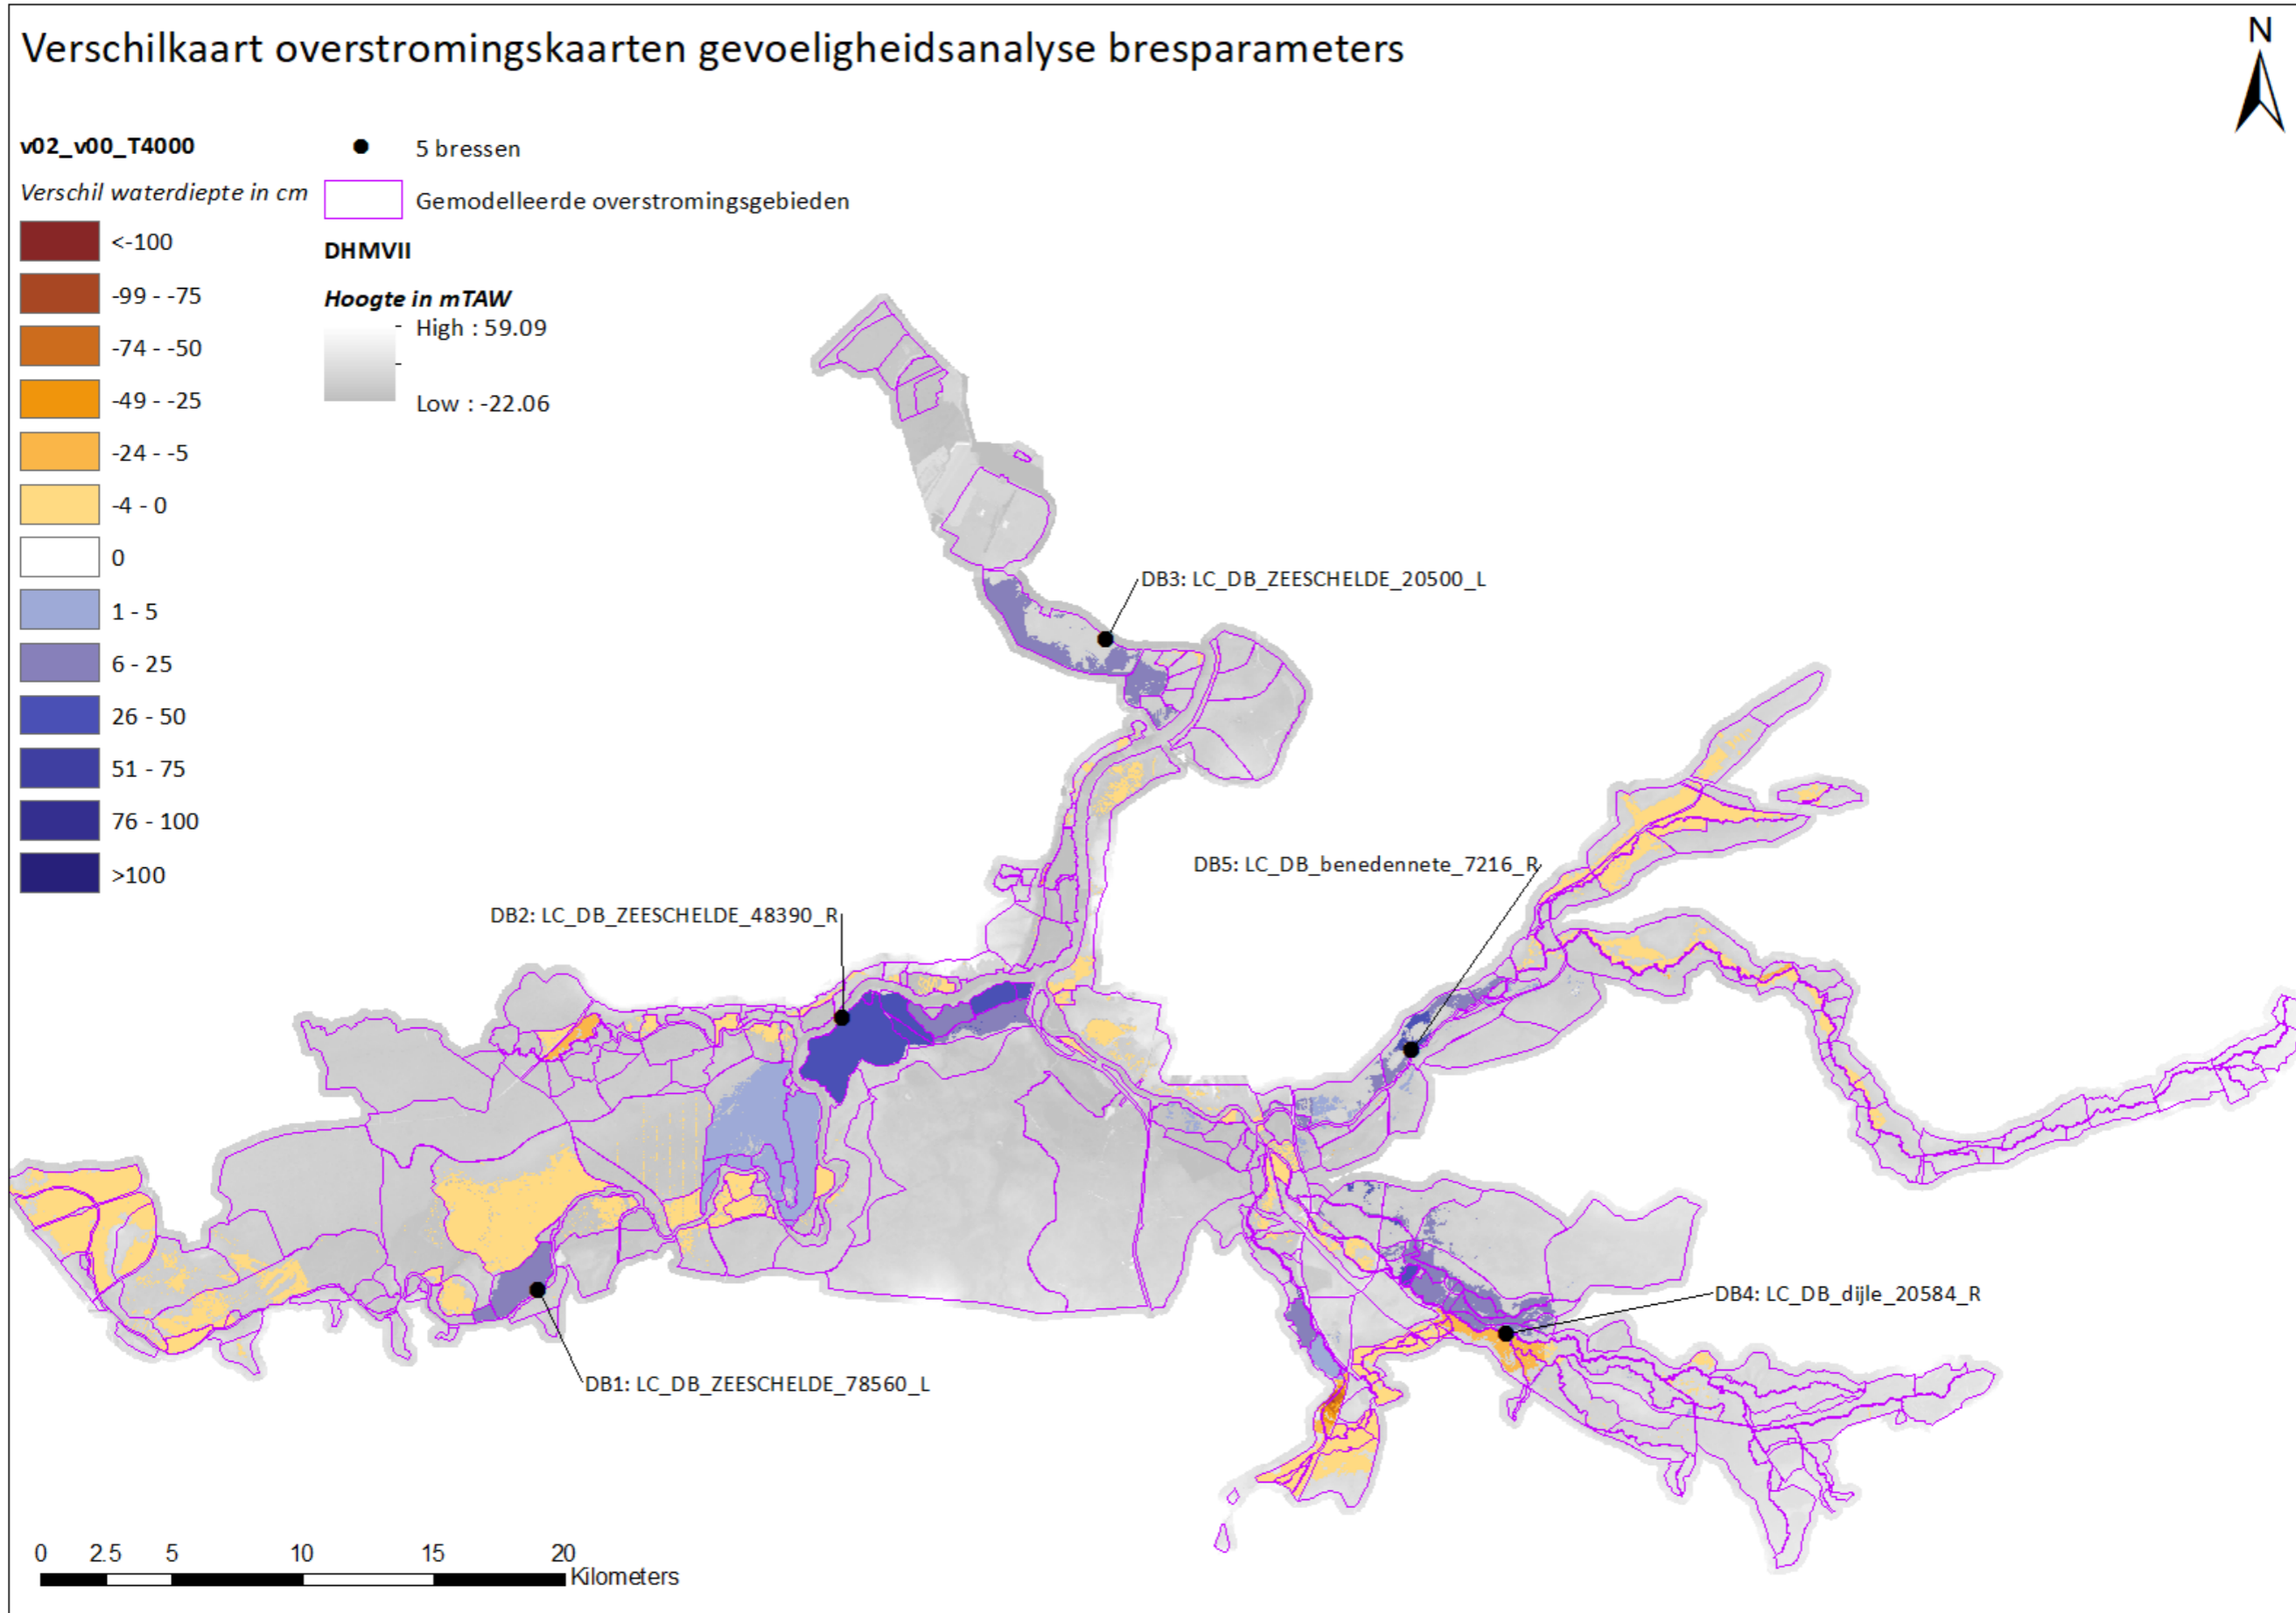 Verschilkaart overstromingskaarten gevoeligheidsanalyse bresparameters
N
v02_v00_T4000
Verschil waterdiepte in cm
<-100
-99 - -75
-74 - -50
-49 - -25
-24 - -5
-4 - 0
0
1 - 5
6 - 25
26 - 50
51 - 75
76 - 100
>100
5 bressen
Gemodelleerde overstromingsgebieden
DHMVII
Hoogte in mTAW
High : 59.09
Low : -22.06
DB3: LC_DB_ZEESCHELDE_20500_L
DB5: LC_DB_benedennete_7216_R
DB2: LC_DB_ZEESCHELDE_48390_R
DB4: LC_DB_dijle_20584_R
DB1: LC_DB_ZEESCHELDE_78560_L
0 2.5 5 10 15 20
Kilometers